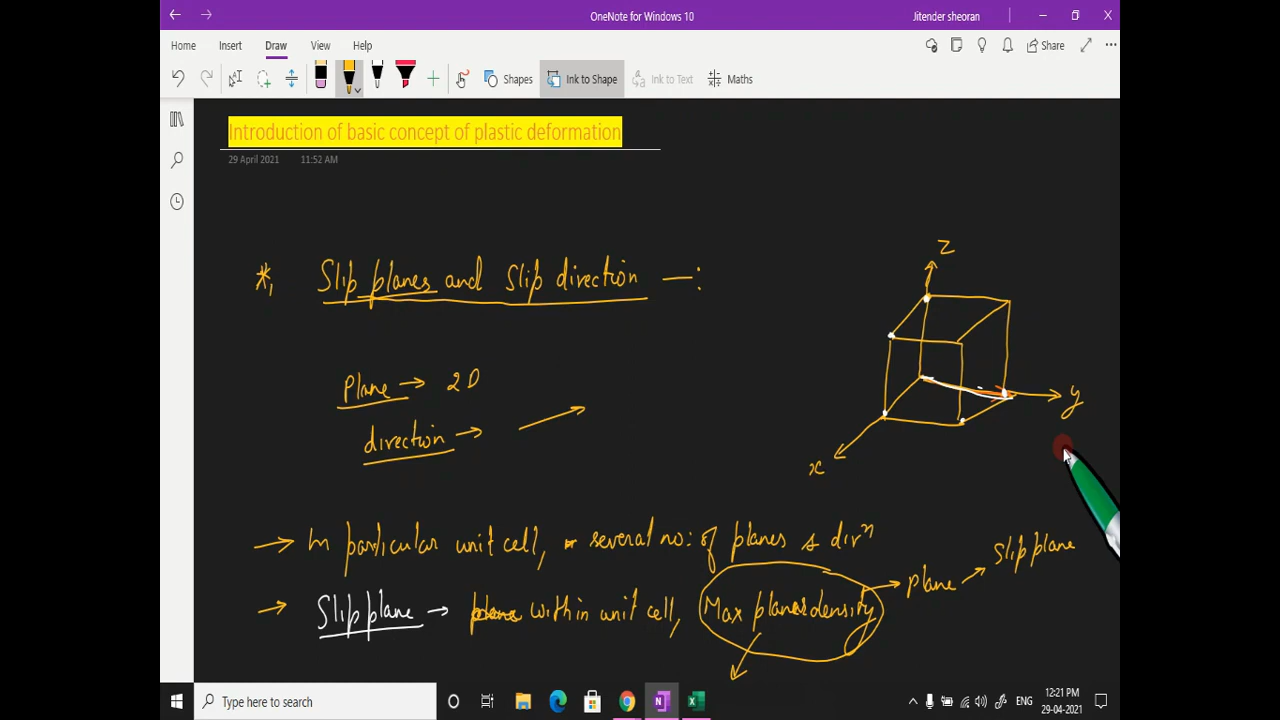 OneNote for Windows 10
Jitender sheoran
Home Insert Draw View Help
Share
Shapes
Ink to Shape
Ink to Text
Maths
Introduction of basic concept of plastic deformation
29 April 2021 11:52 AM
*, Slip planes and Slip direction —:
Z
y
x
Plane → 2D
direction →
→ In particular unit cell, several no: of planes & dirⁿ
→ Slip plane → plane within unit cell, Max planar density → plane → Slip plane
Type here to search
ENG
12:21 PM
29-04-2021